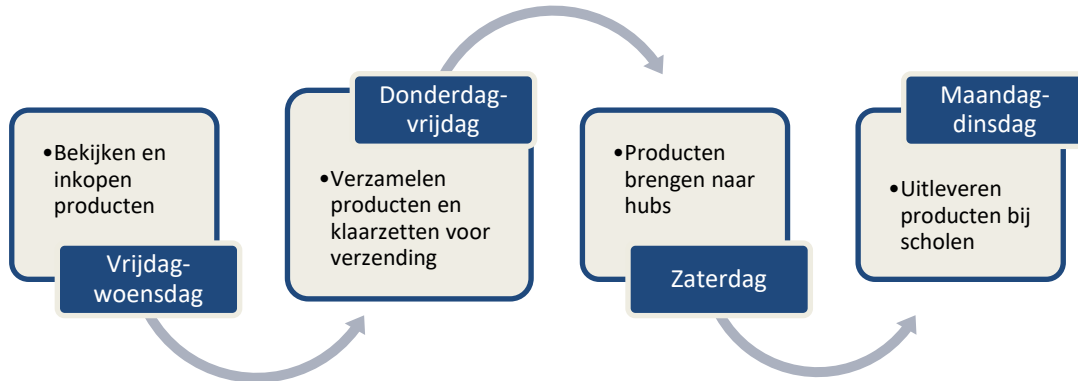 •Bekijken en
inkopen
producten
Vrijdag-
woensdag
Donderdag-
vrijdag
•Verzamelen
producten en
klaarzetten voor
verzending
•Producten
brengen naar
hubs
Zaterdag
Maandag-
dinsdag
•Uitleveren
producten bij
scholen